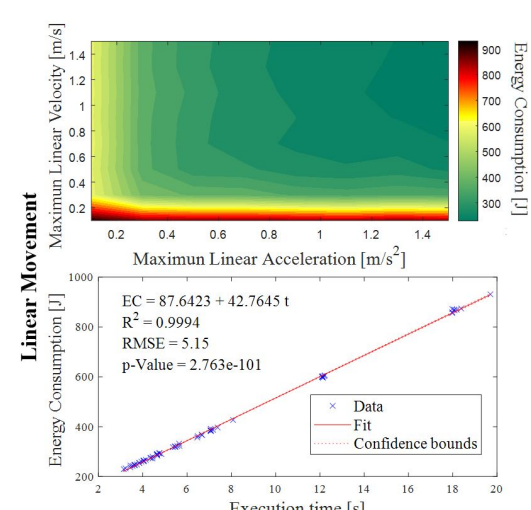 Linear Movement
Maximun Linear Velocity [m/s]
1.4
1.2
1
0.8
0.6
0.4
0.2
0.2 0.4 0.6 0.8 1 1.2 1.4
Maximun Linear Acceleration [m/s²]
900
800
700
600
500
400
300
Energy Consumption [J]
Energy Consumption [J]
1000
800
600
400
200
EC = 87.6423 + 42.7645 t
R² = 0.9994
RMSE = 5.15
p-Value = 2.763e-101
Data
Fit
Confidence bounds
2 4 6 8 10 12 14 16 18 20
Execution time [s]